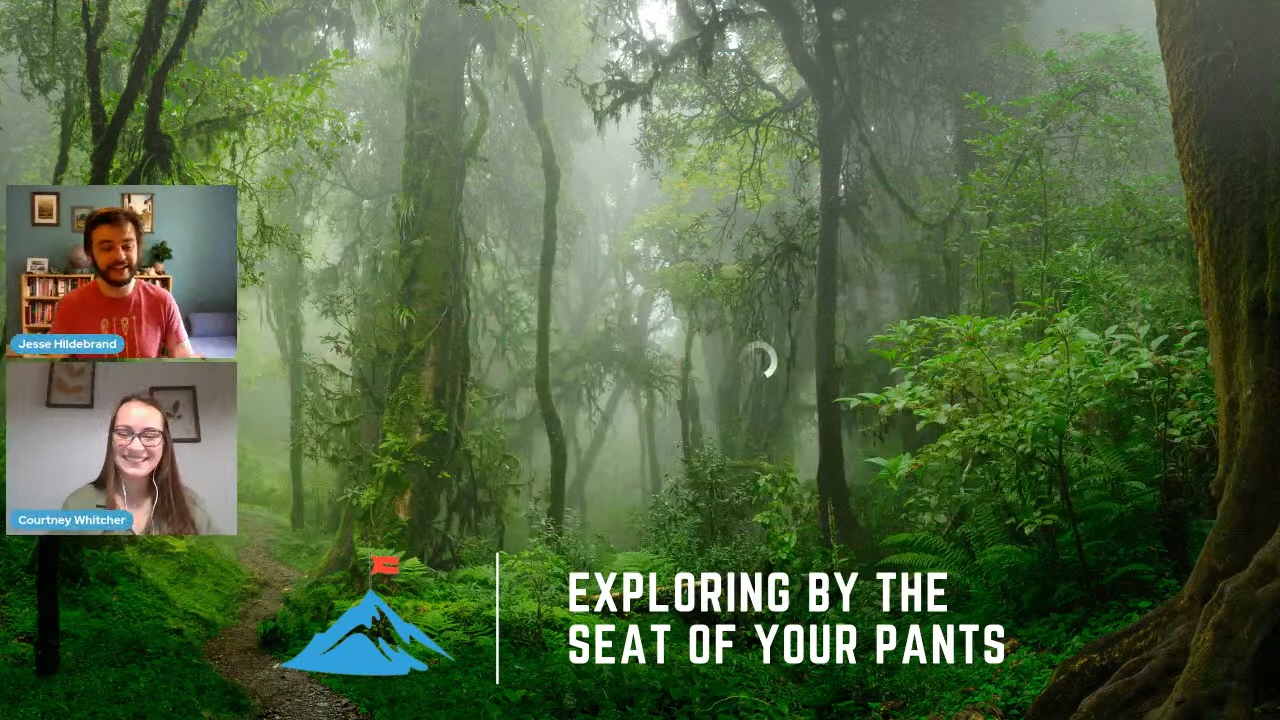 Jesse Hildebrand
Courtney Whitcher
EXPLORING BY THE
SEAT OF YOUR PANTS